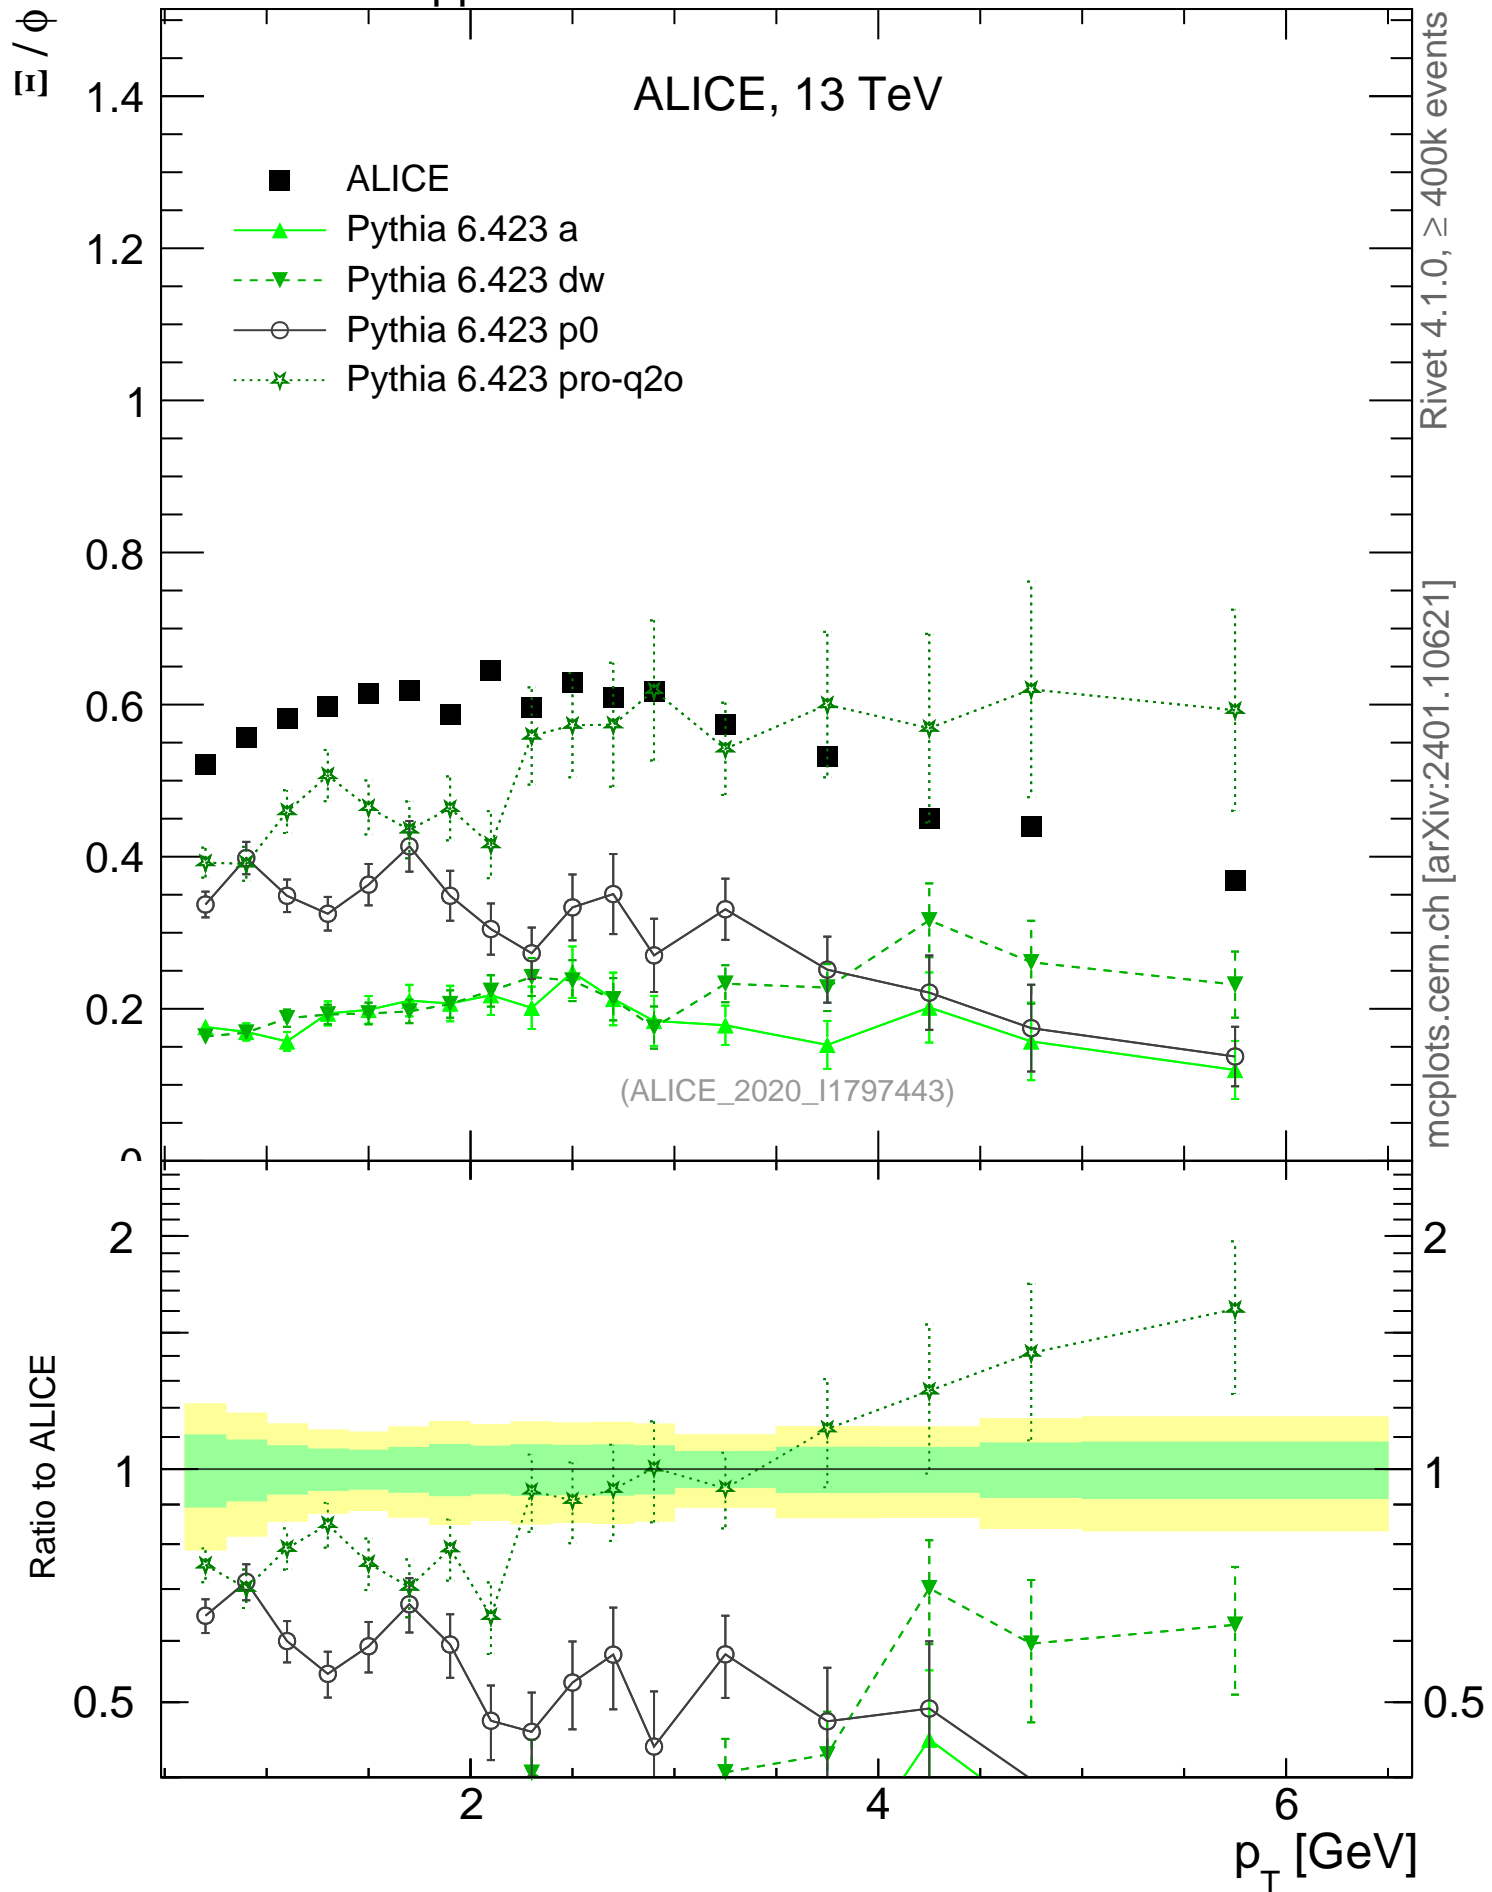 Ξ / ϕ
ALICE, 13 TeV
ALICE
Pythia 6.423 a
Pythia 6.423 dw
Pythia 6.423 p0
Pythia 6.423 pro-q2o
1.4
1.2
1
0.8
0.6
0.4
0.2
0
(ALICE_2020_I1797443)
Rivet 4.1.0, ≥ 400k events
mcplots.cern.ch [arXiv:2401.10621]
Ratio to ALICE
2
1
0.5
2
1
0.5
2
4
6
p_T [GeV]